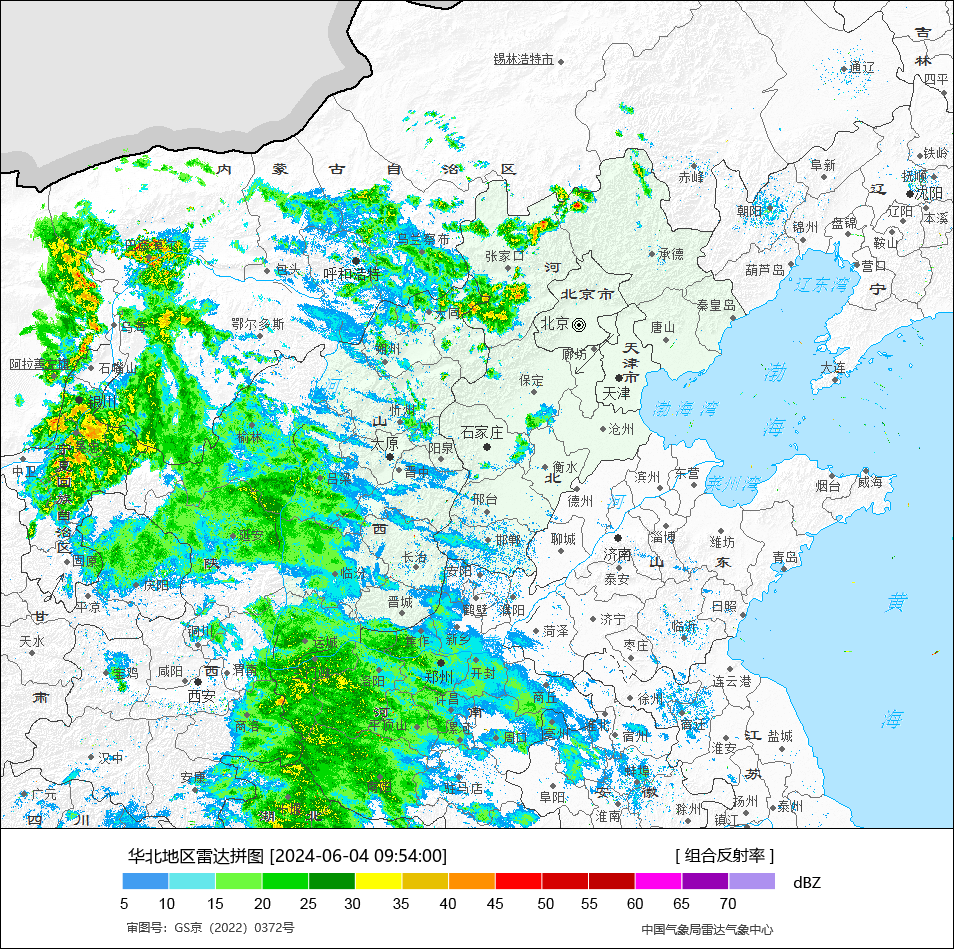 吉
林
锡林浩特市
通辽
四平
铁岭
内 蒙 古 自 治 区
阜新
赤峰
抚顺
辽
沈阳
朝阳
辽阳
本溪
锦州
盘锦
鞍山
黄
乌兰察布
张家口
承德
呼和浩特
包头
河
葫芦岛
营口
辽东湾
宁
北京市
秦皇岛
大同
鄂尔多斯
北京
唐山
天
津
市
廊坊
朔州
阿拉善左旗
石嘴山
保定
渤
大连
天津
河
银川
忻州
渤海湾
山
沧州
海
榆林
太原
石家庄
阳泉
中卫
晋
吕梁
衡水
北
滨州
东营
莱州湾
烟台
威海
宁
夏
回
族
自
治
区
邢台
德州
河
西
延安
邯郸
聊城
济南
淄博
潍坊
青岛
固原
陕
长治
山
东
临汾
安阳
泰安
庆阳
平凉
晋城
鹤壁
濮阳
日照
黄
甘
济宁
临沂
铜川
菏泽
天水
运城
焦作
新乡
枣庄
宝鸡
咸阳
西
渭南
郑州
开封
洛阳
连云港
肃
西安
许昌
商丘
徐州
河
南
宿迁
海
商洛
平顶山
漯河
周口
亳州
淮北
宿州
江
盐城
淮安
汉中
安康
南阳
驻马店
蚌埠
苏
广元
阜阳
安
徽
扬州
泰州
四
川
湖
北
淮南
滁州
镇江
华北地区雷达拼图 [2024-06-04 09:54:00]
[ 组合反射率 ]
5 10 15 20 25 30 35 40 45 50 55 60 65 70
dBZ
审图号：GS京（2022）0372号
中国气象局雷达气象中心